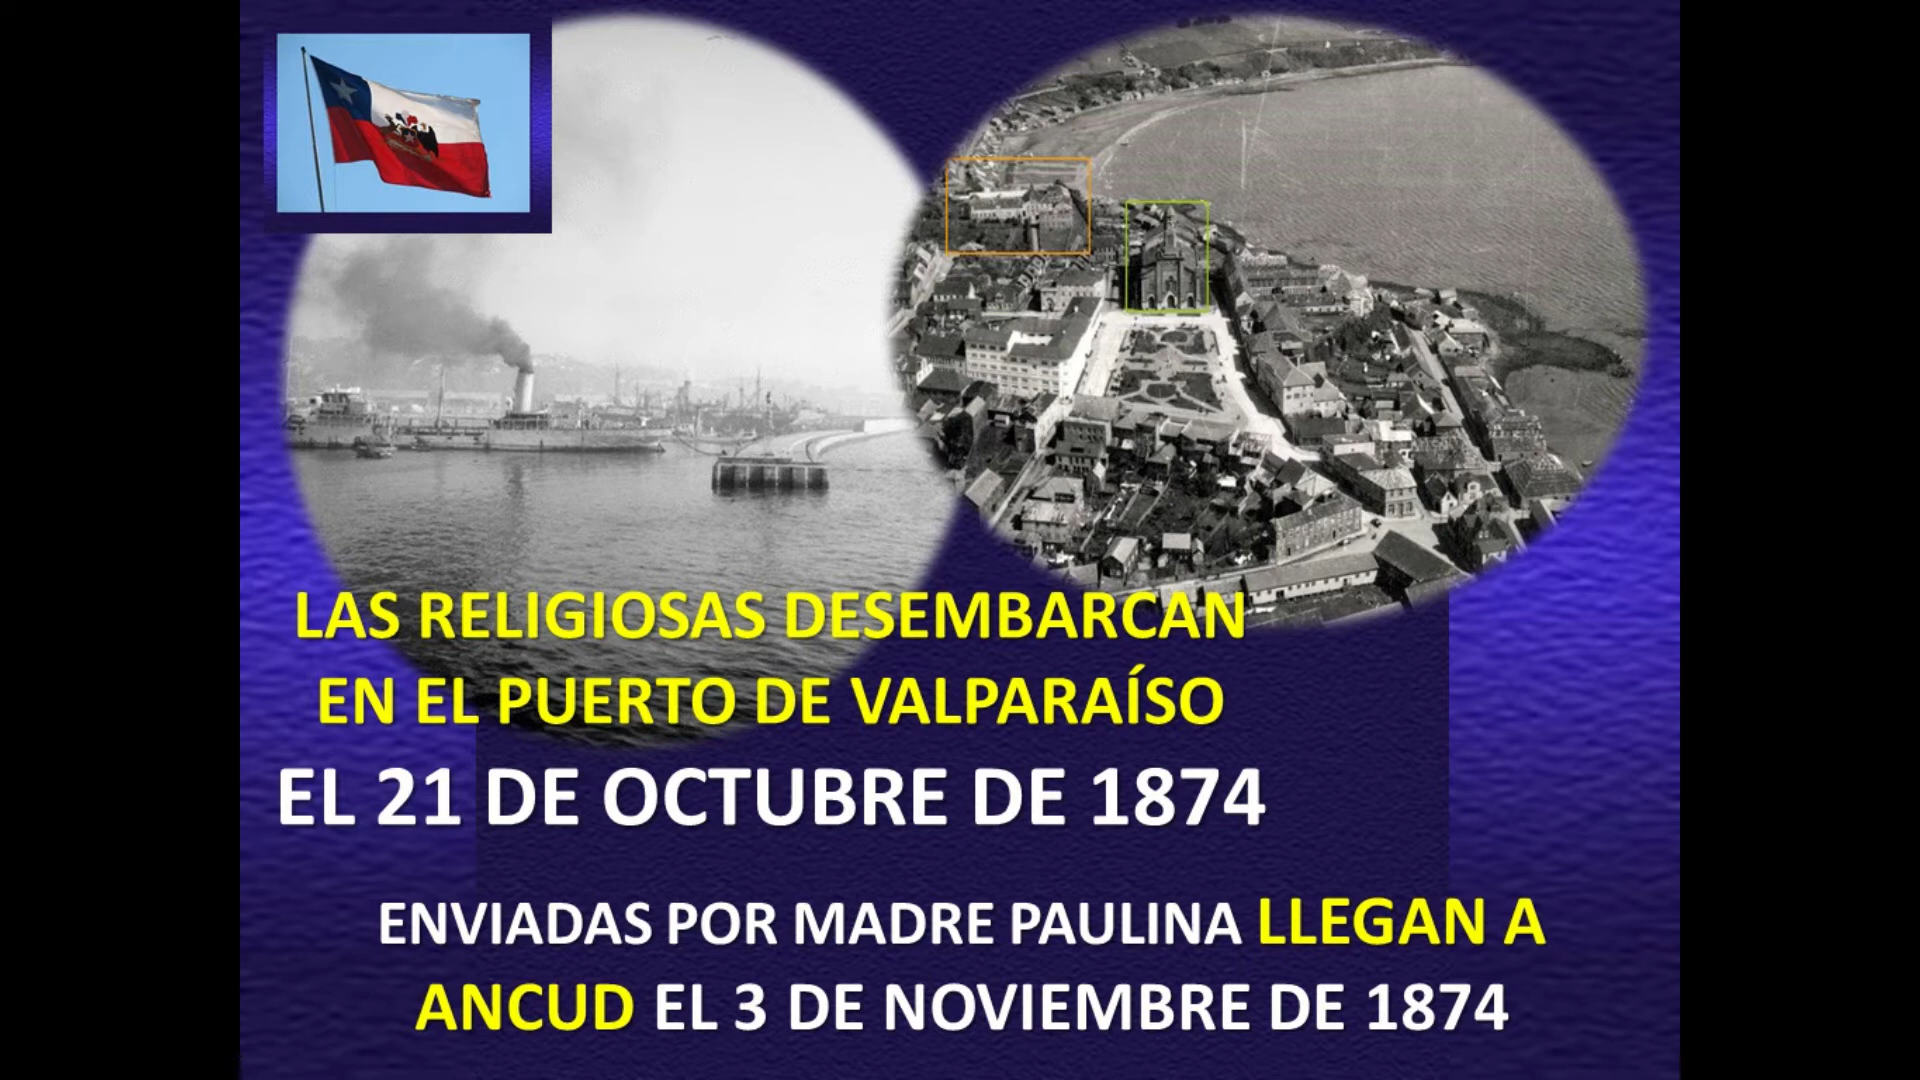 LAS RELIGIOSAS DESEMBARCAN
EN EL PUERTO DE VALPARAÍSO
EL 21 DE OCTUBRE DE 1874
ENVIADAS POR MADRE PAULINA LLEGAN A
ANCUD EL 3 DE NOVIEMBRE DE 1874